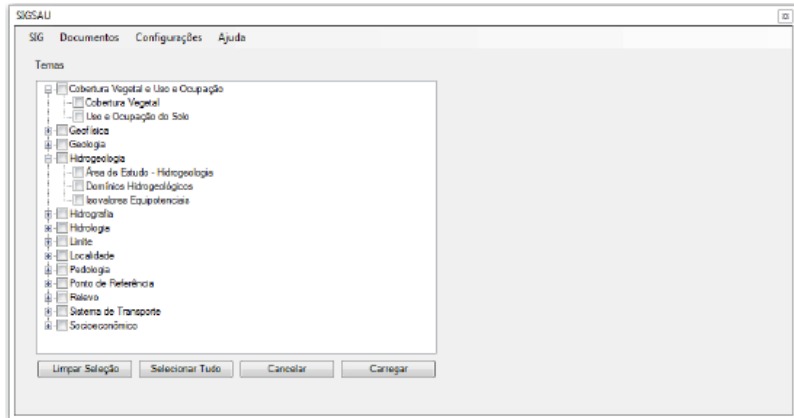 SIGSAU
SIG Documentos Configurações Ajuda
Temas
Cobertura Vegetal e Uso e Ocupação
Cobertura Vegetal
Uso e Ocupação do Solo
Geofísica
Geologia
Hidrogeologia
Área de Estudo - Hidrogeologia
Domínios Hidrogeológicos
Isovalores Equipotenciais
Hidrografia
Hidrologia
Limite
Localidade
Pedologia
Ponto de Referência
Relevo
Sistema de Transporte
Socioeconômico
Limpar Seleção Selecionar Tudo Cancelar Carregar